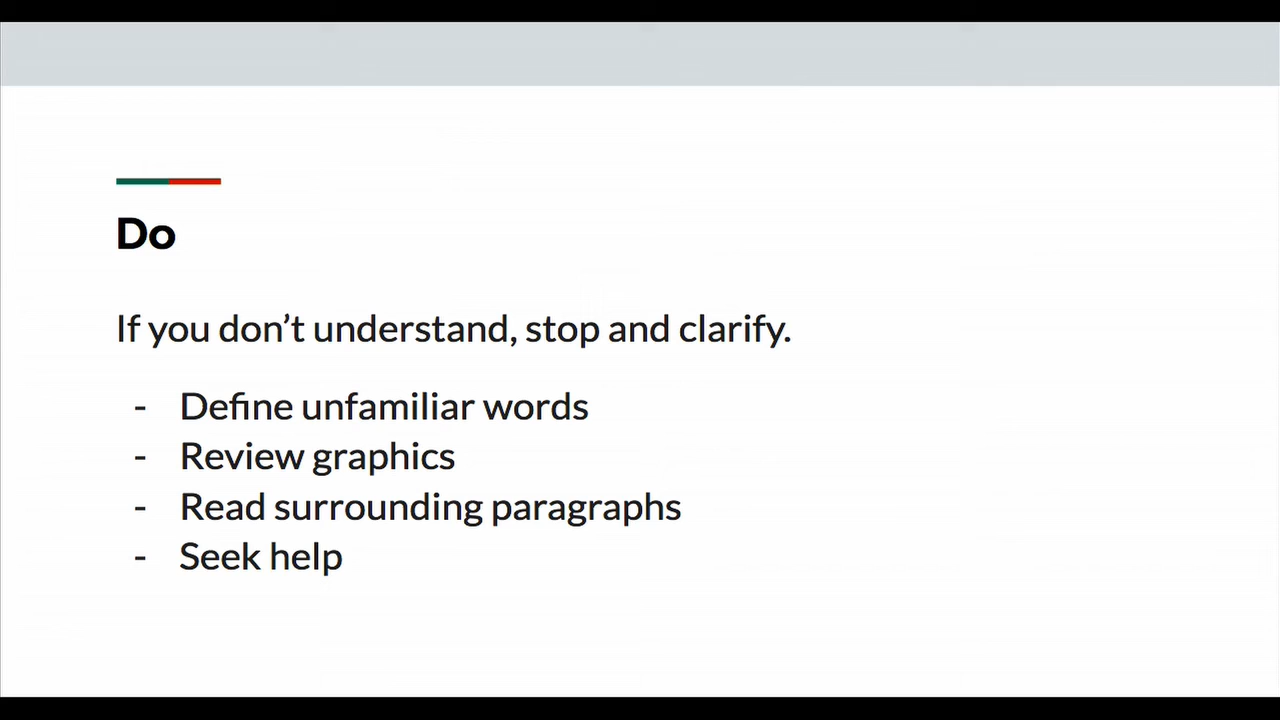 Do
If you don’t understand, stop and clarify.
- Define unfamiliar words
- Review graphics
- Read surrounding paragraphs
- Seek help